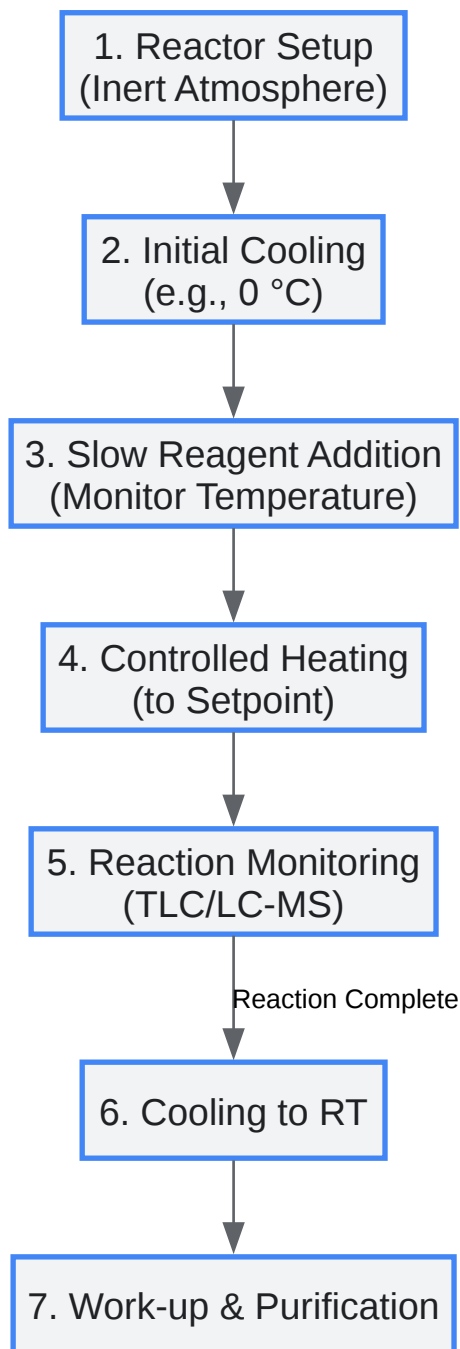 1. Reactor Setup
(Inert Atmosphere)
2. Initial Cooling
(e.g., 0 °C)
3. Slow Reagent Addition
(Monitor Temperature)
4. Controlled Heating
(to Setpoint)
5. Reaction Monitoring
(TLC/LC-MS)
Reaction Complete
6. Cooling to RT
7. Work-up & Purification